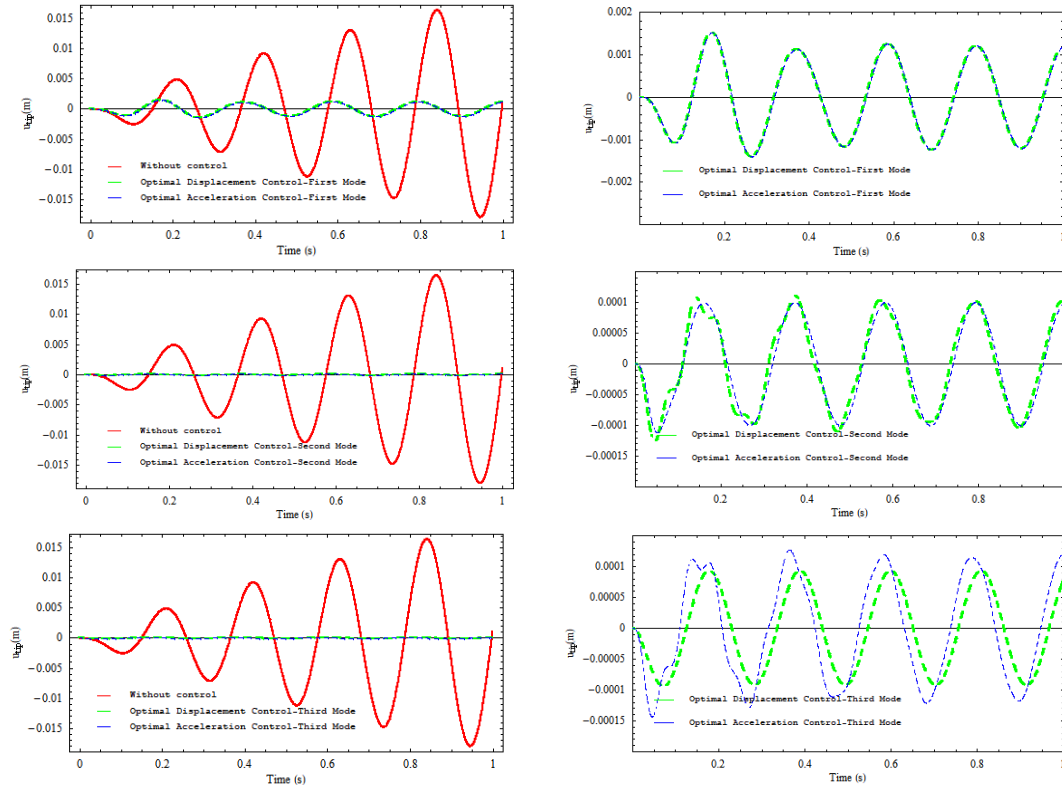 0.015
0.01
0.005
0
−0.005
−0.01
−0.015
u_tip(m)
Without control
Optimal Displacement Control-First Mode
Optimal Acceleration Control-First Mode
0 0.2 0.4 0.6 0.8 1
Time (s)
0.002
0.001
0
−0.001
−0.002
u_tip(m)
Optimal Displacement Control-First Mode
Optimal Acceleration Control-First Mode
0.2 0.4 0.6 0.8 1
Time (s)
0.015
0.01
0.005
0
−0.005
−0.01
−0.015
u_tip(m)
Without control
Optimal Displacement Control-Second Mode
Optimal Acceleration Control-Second Mode
0 0.2 0.4 0.6 0.8 1
Time (s)
0.0001
0.00005
0
−0.00005
−0.0001
−0.00015
u_tip(m)
Optimal Displacement Control-Second Mode
Optimal Acceleration Control-Second Mode
0.2 0.4 0.6 0.8 1
Time (s)
0.015
0.01
0.005
0
−0.005
−0.01
−0.015
u_tip(m)
Without control
Optimal Displacement Control-Third Mode
Optimal Acceleration Control-Third Mode
0 0.2 0.4 0.6 0.8 1
Time (s)
0.0001
0.00005
0
−0.00005
−0.0001
−0.00015
u_tip(m)
Optimal Displacement Control-Third Mode
Optimal Acceleration Control-Third Mode
0.2 0.4 0.6 0.8 1
Time (s)